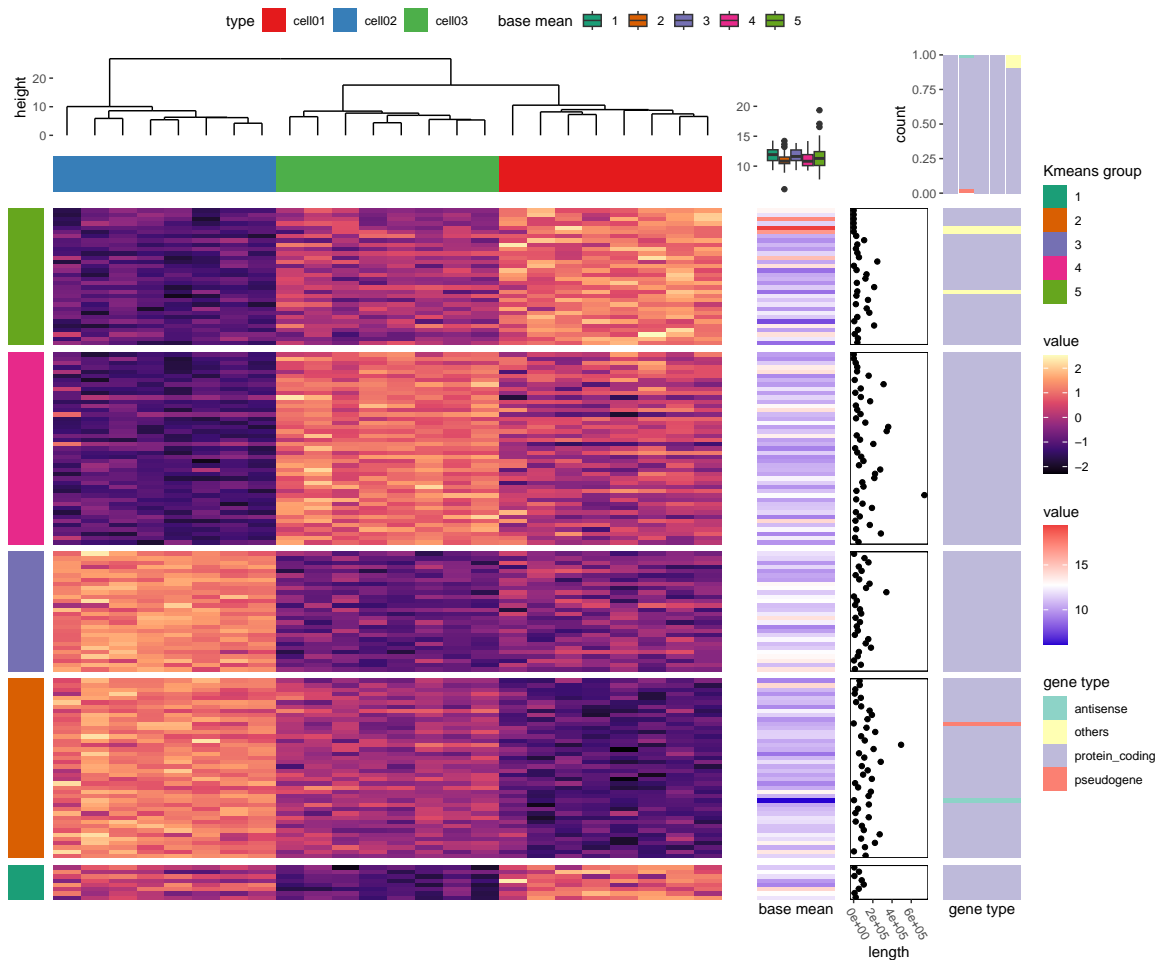 type cell01 cell02 cell03 base mean 1 2 3 4 5
height
20
10
0
20
15
10
count
1.00
0.75
0.50
0.25
0.00
Kmeans group
1
2
3
4
5
value
2
1
0
−1
−2
value
15
10
gene type
antisense
others
protein_coding
pseudogene
base mean
0e+00
2e+05
4e+05
6e+05
length
gene type